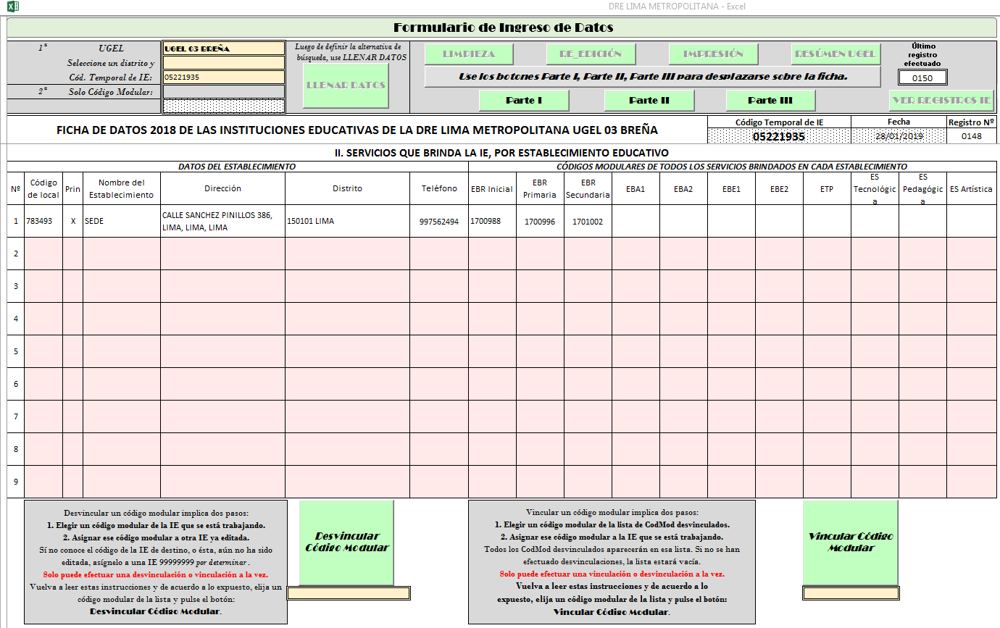 DRE LIMA METROPOLITANA - Excel
Formulario de Ingreso de Datos
1ª UGEL UGEL 03 BREÑA
Seleccione un distrito y
Cód. Temporal de IE: 05221935
2ª Solo Código Modular:
Luego de definir la alternativa de
búsqueda, use LLENAR DATOS
LLENAR DATOS
LIMPIEZA RE_EDICIÓN IMPRESIÓN RESÚMEN UGEL
Use los botones Parte I, Parte II, Parte III para desplazarse sobre la ficha.
Parte I Parte II Parte III
Último
registro
efectuado
0150
VER REGISTROS IE
FICHA DE DATOS 2018 DE LAS INSTITUCIONES EDUCATIVAS DE LA DRE LIMA METROPOLITANA UGEL 03 BREÑA
Código Temporal de IE Fecha Registro Nº
05221935 28/01/2019 0148
II. SERVICIOS QUE BRINDA LA IE, POR ESTABLECIMIENTO EDUCATIVO
DATOS DEL ESTABLECIMIENTO CÓDIGOS MODULARES DE TODOS LOS SERVICIOS BRINDADOS EN CADA ESTABLECIMIENTO
Nº
Código
de local
Prin
Nombre del
Establecimiento
Dirección
Distrito
Teléfono
EBR Inicial
EBR
Primaria
EBR
Secundaria
EBA1
EBA2
EBE1
EBE2
ETP
ES
Tecnológic
a
ES
Pedagógic
a
ES Artística
1
783493
X
SEDE
CALLE SANCHEZ PINILLOS 386,
LIMA, LIMA, LIMA
150101 LIMA
997562494
1700988
1700996
1701002
2
3
4
5
6
7
8
9
Desvincular un código modular implica dos pasos:
1. Elegir un código modular de la IE que se está trabajando.
2. Asignar ese código modular a otra IE ya editada.
Sí no conoce el código de la IE de destino, o ésta, aún no ha sido
editada, asígnelo a una IE 99999999 por determinar .
Solo puede efectuar una desvinculación o vinculación a la vez.
Vuelva a leer estas instrucciones y de acuerdo a lo expuesto, elija un
código modular de la lista y pulse el botón:
Desvincular Código Modular.
Desvincular
Código Modular
Vincular un código modular implica dos pasos:
1. Elegir un código modular de la lista de CodMod desvinculados.
2. Asignar ese código modular a la IE que se está trabajando.
Todos los CodMod desvinculados aparecerán en esa lista. Si no se han
efectuado desvinculaciones, la lista estará vacía.
Solo puede efectuar una vinculación o desvinculación a la vez.
Vuelva a leer estas instrucciones y de acuerdo a lo
expuesto, elija un código modular de la lista y pulse el botón:
Vincular Código Modular.
Vincular Código
Modular